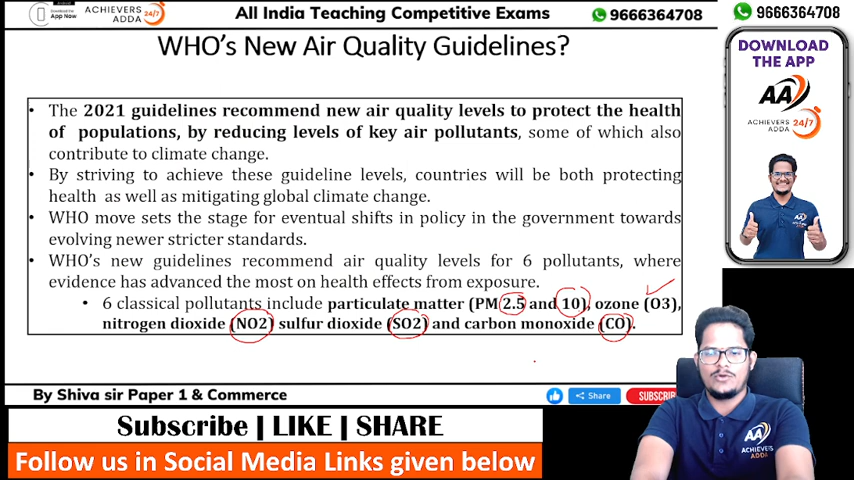 Download the
App Now
ACHIEVERS
ADDA 24/7
All India Teaching Competitive Exams
9666364708
9666364708
WHO's New Air Quality Guidelines?
• The 2021 guidelines recommend new air quality levels to protect the health
of populations, by reducing levels of key air pollutants, some of which also
contribute to climate change.
• By striving to achieve these guideline levels, countries will be both protecting
health as well as mitigating global climate change.
• WHO move sets the stage for eventual shifts in policy in the government towards
evolving newer stricter standards.
• WHO's new guidelines recommend air quality levels for 6 pollutants, where
evidence has advanced the most on health effects from exposure.
• 6 classical pollutants include particulate matter (PM 2.5 and 10), ozone (O3),
nitrogen dioxide (NO2) sulfur dioxide (SO2) and carbon monoxide (CO).
DOWNLOAD
THE APP
AA
ACHIEVERS
ADDA 24/7
AA
By Shiva sir Paper 1 & Commerce
Share
SUBSCRIB
AA
ACHIEVERS
ADDA
Subscribe | LIKE | SHARE
Follow us in Social Media Links given below